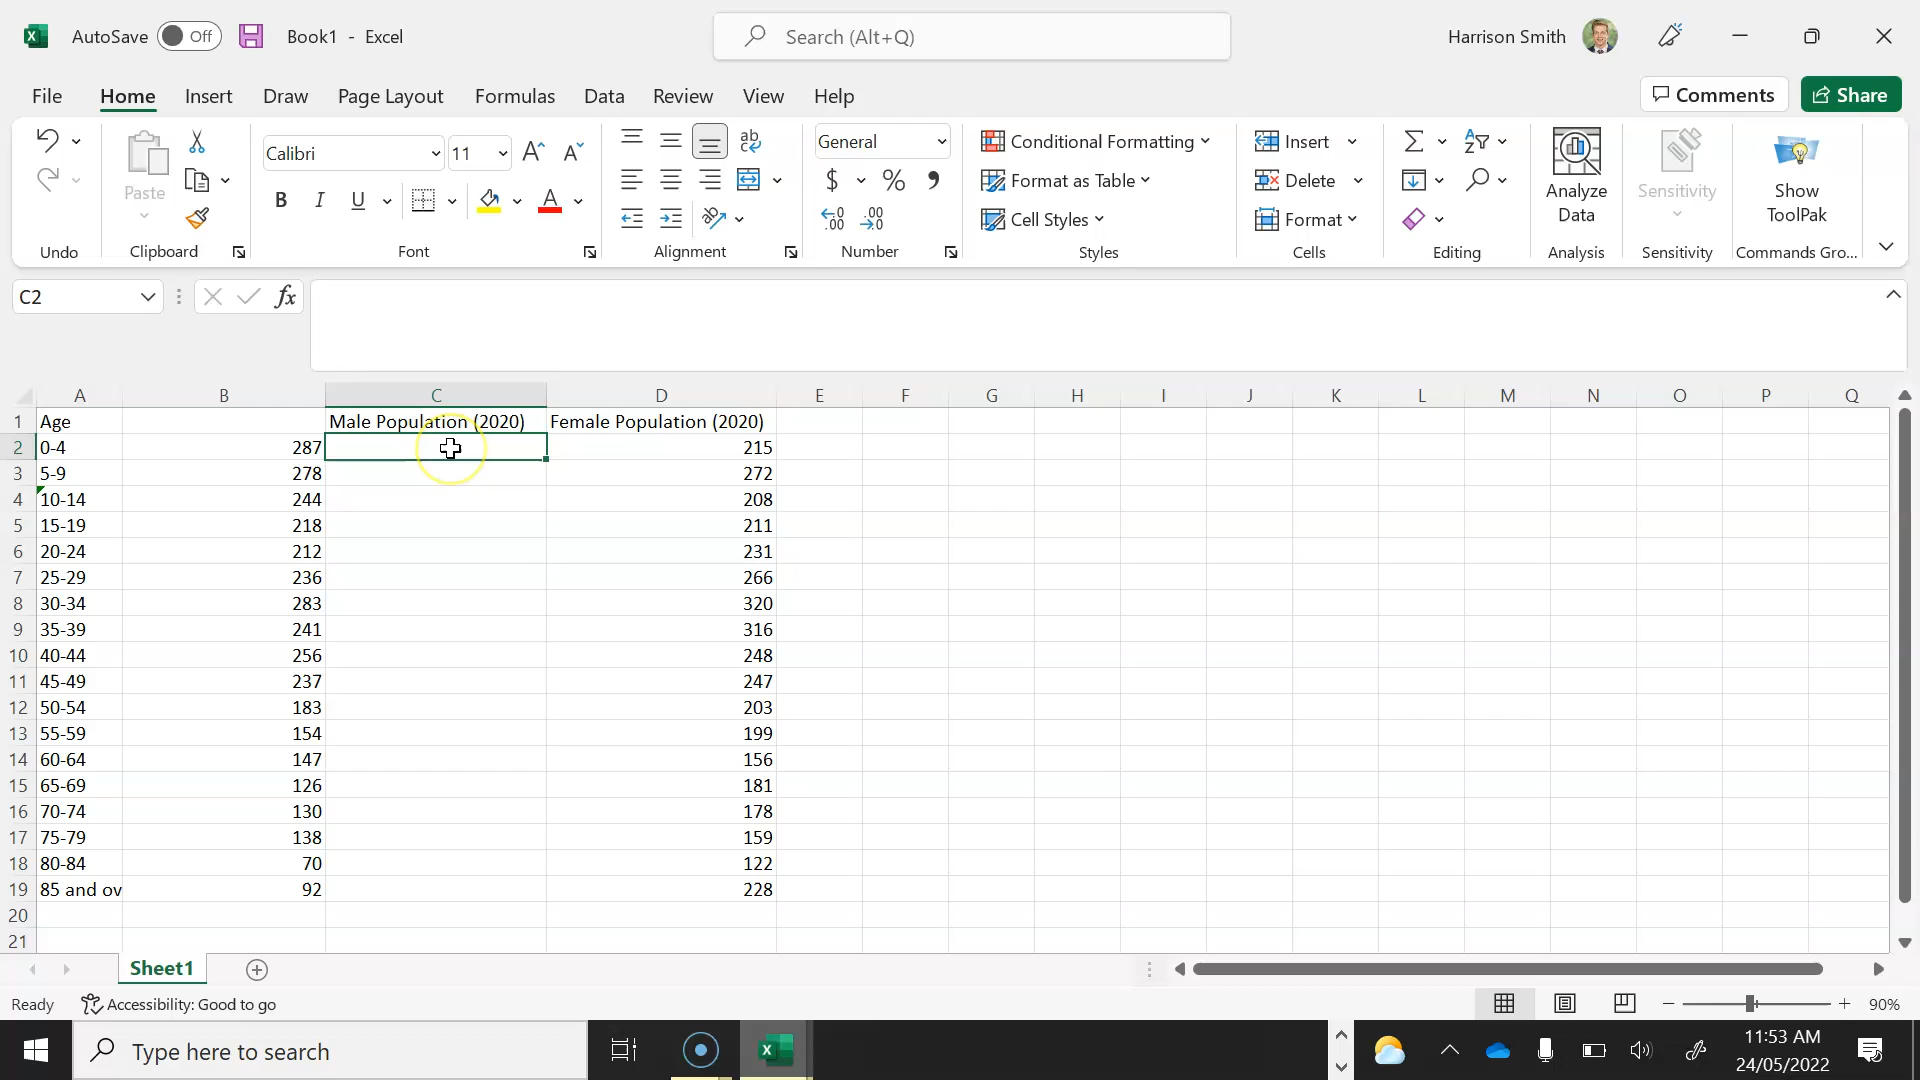 AutoSave Off Book1 - Excel Search (Alt+Q) Harrison Smith
File Home Insert Draw Page Layout Formulas Data Review View Help Comments Share
Calibri 11 ab General Conditional Formatting Insert
Paste $ % Format as Table Delete Analyze Data Sensitivity Show ToolPak
B I U A Cell Styles Format
Undo Clipboard Font Alignment Number Styles Cells Editing Analysis Sensitivity Commands Gro...
C2 fx
A B C D E F G H I J K L M N O P Q
1 Age Male Population (2020) Female Population (2020)
2 0-4 287 215
3 5-9 278 272
4 10-14 244 208
5 15-19 218 211
6 20-24 212 231
7 25-29 236 266
8 30-34 283 320
9 35-39 241 316
10 40-44 256 248
11 45-49 237 247
12 50-54 183 203
13 55-59 154 199
14 60-64 147 156
15 65-69 126 181
16 70-74 130 178
17 75-79 138 159
18 80-84 70 122
19 85 and ov 92 228
20
21
Sheet1
Ready Accessibility: Good to go 90%
Type here to search 11:53 AM
24/05/2022